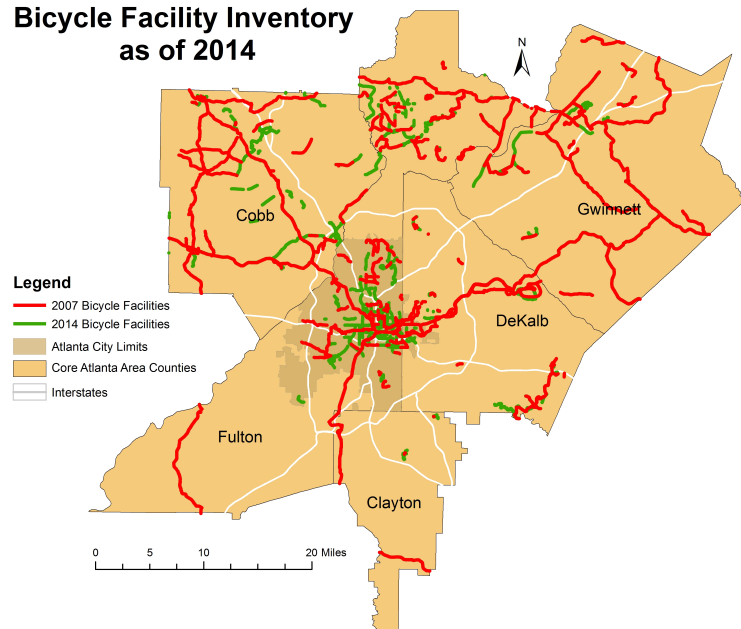 Bicycle Facility Inventory
as of 2014
N
Cobb
Gwinnett
Legend
2007 Bicycle Facilities
2014 Bicycle Facilities
Atlanta City Limits
Core Atlanta Area Counties
Interstates
DeKalb
Fulton
Clayton
0 5 10 20 Miles